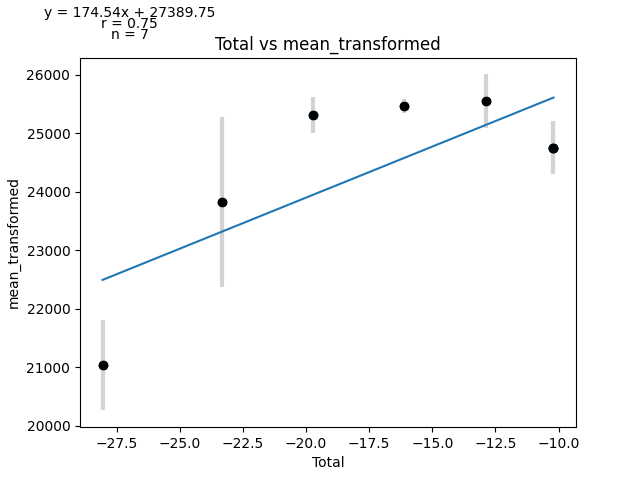 y = 174.54x + 27389.75
r = 0.75
n = 7
Total vs mean_transformed
26000
25000
24000
23000
22000
21000
20000
mean_transformed
−27.5 −25.0 −22.5 −20.0 −17.5 −15.0 −12.5 −10.0
Total